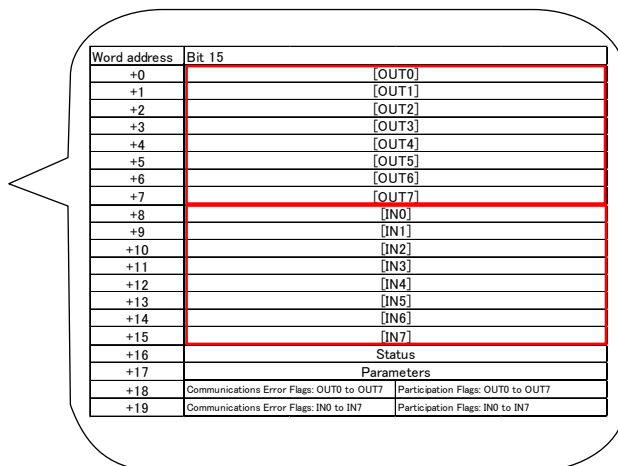 Word address Bit 15
+0 [OUT0]
+1 [OUT1]
+2 [OUT2]
+3 [OUT3]
+4 [OUT4]
+5 [OUT5]
+6 [OUT6]
+7 [OUT7]
+8 [IN0]
+9 [IN1]
+10 [IN2]
+11 [IN3]
+12 [IN4]
+13 [IN5]
+14 [IN6]
+15 [IN7]
+16 Status
+17 Parameters
+18 Communications Error Flags: OUT0 to OUT7 Participation Flags: OUT0 to OUT7
+19 Communications Error Flags: IN0 to IN7 Participation Flags: IN0 to IN7